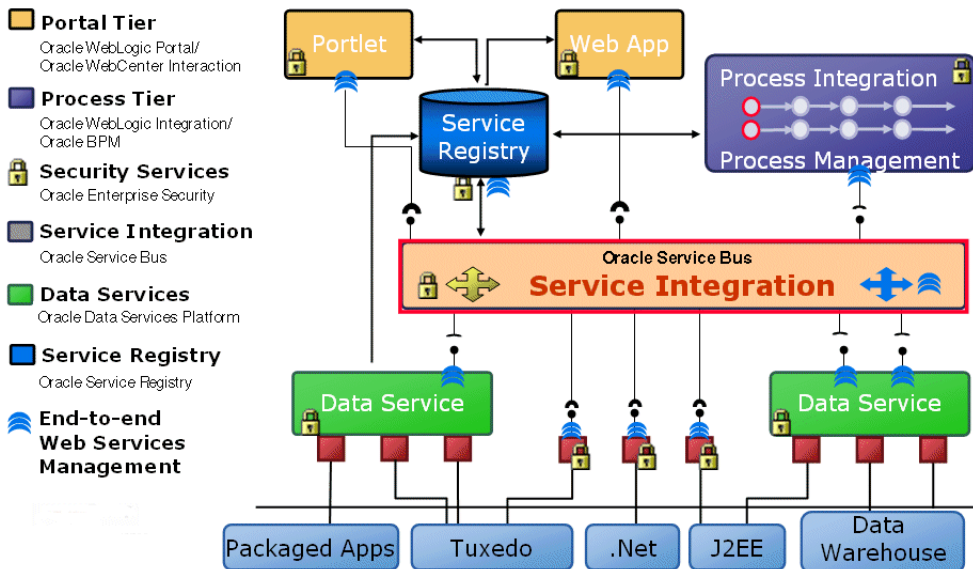 Portal Tier
Oracle WebLogic Portal/
Oracle WebCenter Interaction
Process Tier
Oracle WebLogic Integration/
Oracle BPM
Security Services
Oracle Enterprise Security
Service Integration
Oracle Service Bus
Data Services
Oracle Data Services Platform
Service Registry
Oracle Service Registry
End-to-end
Web Services
Management
Portlet
Web App
Service
Registry
Process Integration
Process Management
Oracle Service Bus
Service Integration
Data Service
Data Service
Packaged Apps
Tuxedo
.Net
J2EE
Data
Warehouse